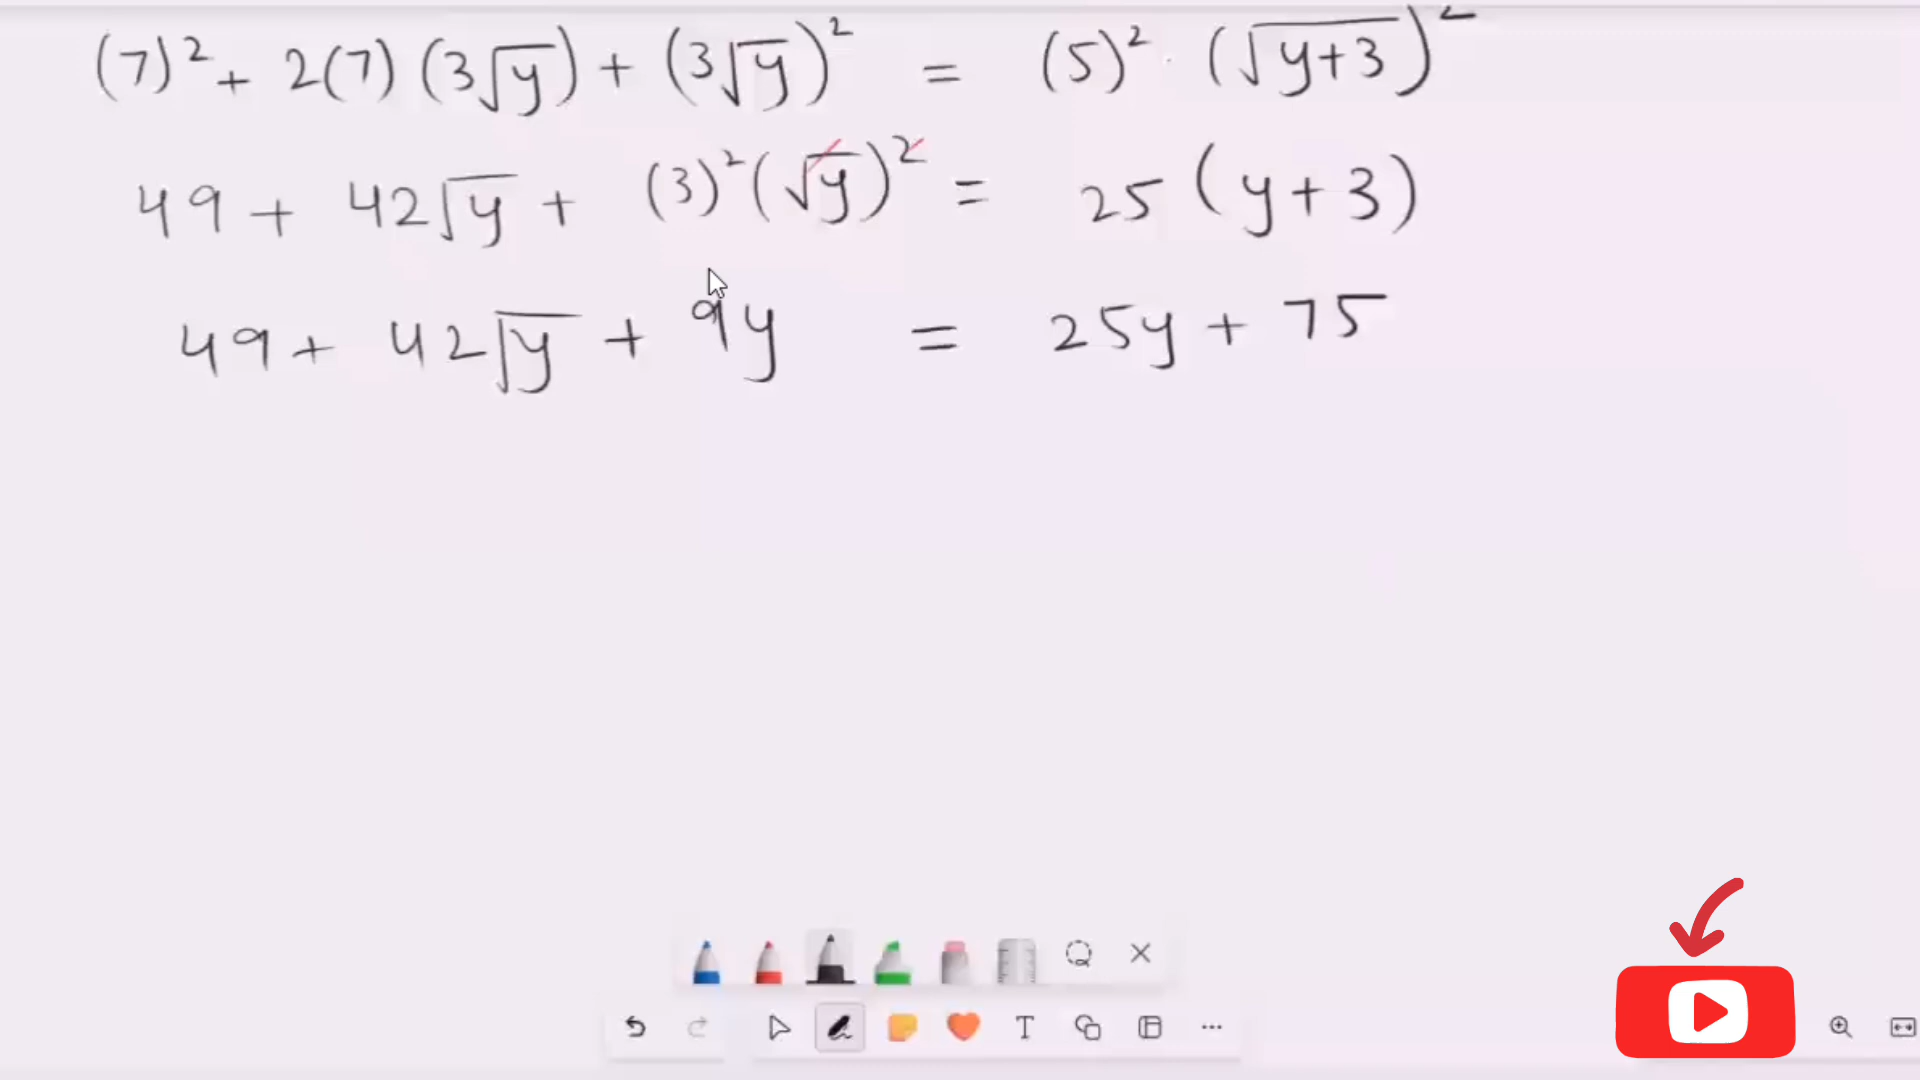 (7)² + 2(7)(3√y) + (3√y)² = (5)² · (√y+3)²
49 + 42√y + (3)²(√y)² = 25(y+3)
49 + 42√y + 9y = 25y + 75
T